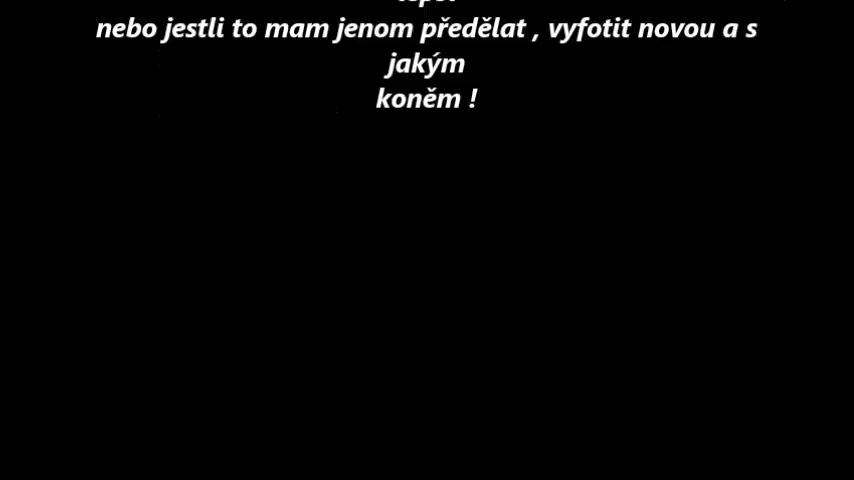 nebo jestli to mam jenom předělat , vyfotit novou a s
jakým
koněm !